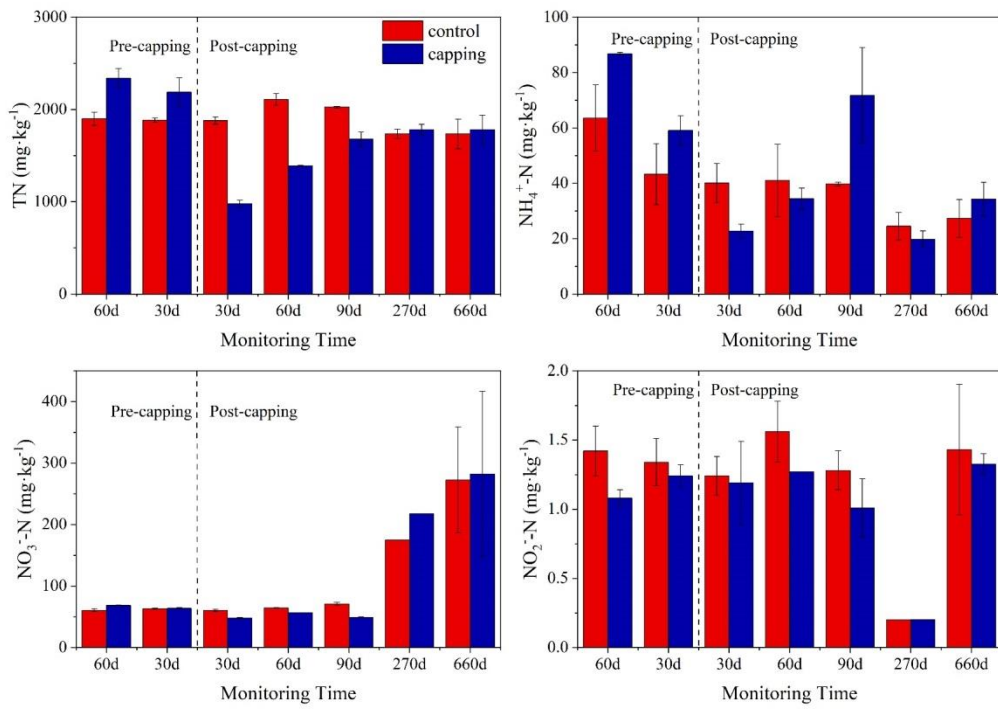 3000
2000
1000
0
TN (mg·kg⁻¹)
Pre-capping
Post-capping
control
capping
60d 30d 30d 60d 90d 270d 660d
Monitoring Time
100
80
60
40
20
0
NH₄⁺-N (mg·kg⁻¹)
Pre-capping
Post-capping
60d 30d 30d 60d 90d 270d 660d
Monitoring Time
400
300
200
100
0
NO₃⁻-N (mg·kg⁻¹)
Pre-capping
Post-capping
60d 30d 30d 60d 90d 270d 660d
Monitoring Time
2.0
1.5
1.0
0.5
0.0
NO₂⁻-N (mg·kg⁻¹)
Pre-capping
Post-capping
60d 30d 30d 60d 90d 270d 660d
Monitoring Time